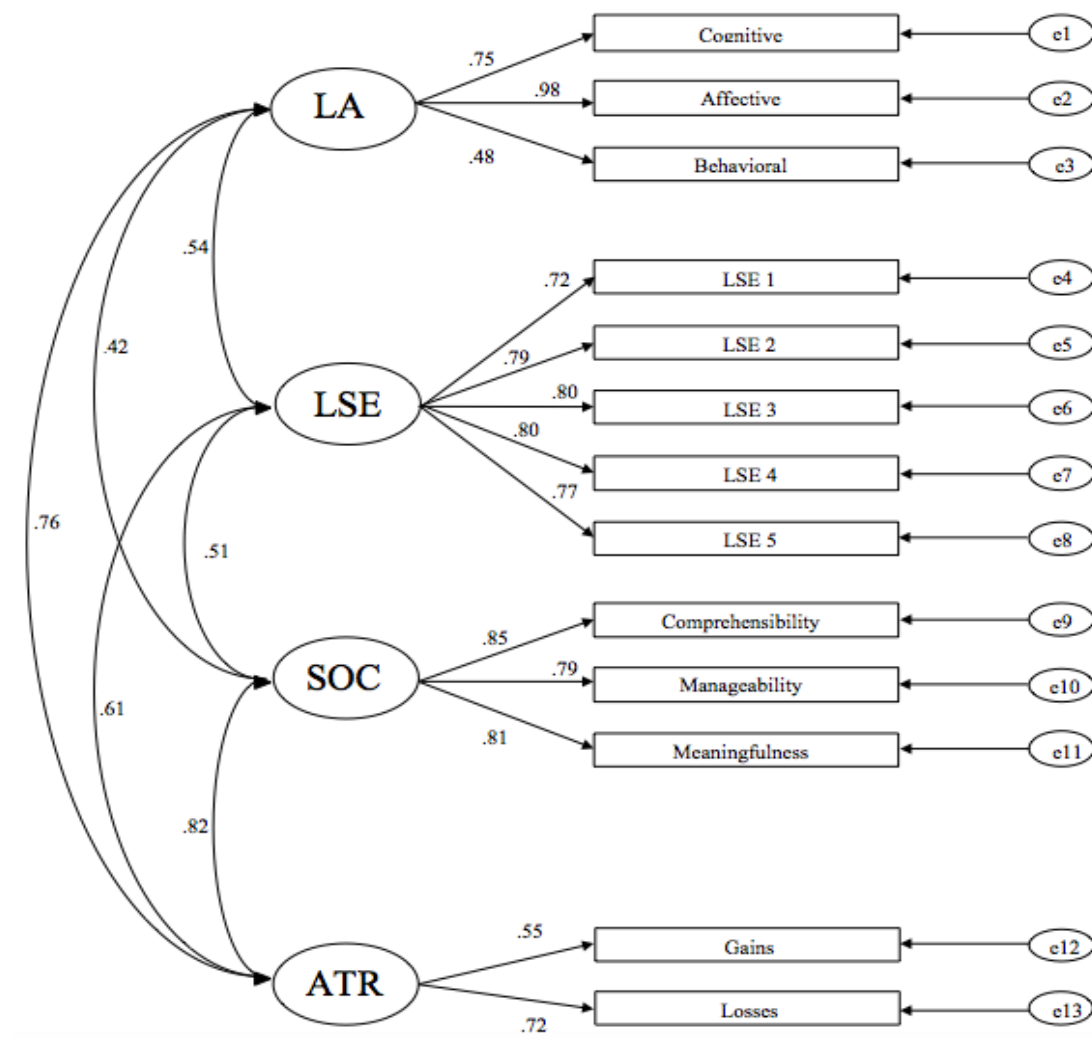 Cognitive
e1
.75
LA
.98
Affective
e2
.48
Behavioral
e3
.54
.72
LSE 1
e4
.79
LSE 2
e5
.42
LSE
.80
LSE 3
e6
.80
LSE 4
e7
.77
.76
.51
LSE 5
e8
.85
Comprehensibility
e9
SOC
.79
Manageability
e10
.61
.81
Meaningfulness
e11
.82
.55
Gains
e12
ATR
.72
Losses
e13